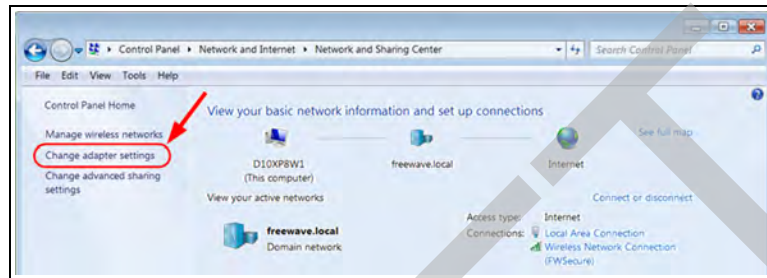 Control Panel ▸ Network and Internet ▸ Network and Sharing Center
Search Control Panel
File Edit View Tools Help
Control Panel Home
Manage wireless networks
Change adapter settings
Change advanced sharing
settings
View your basic network information and set up connections
See full map
D10XP8W1
(This computer)
freewave.local
Internet
View your active networks
Connect or disconnect
freewave.local
Domain network
Access type: Internet
Connections: Local Area Connection
Wireless Network Connection
(FWSecure)